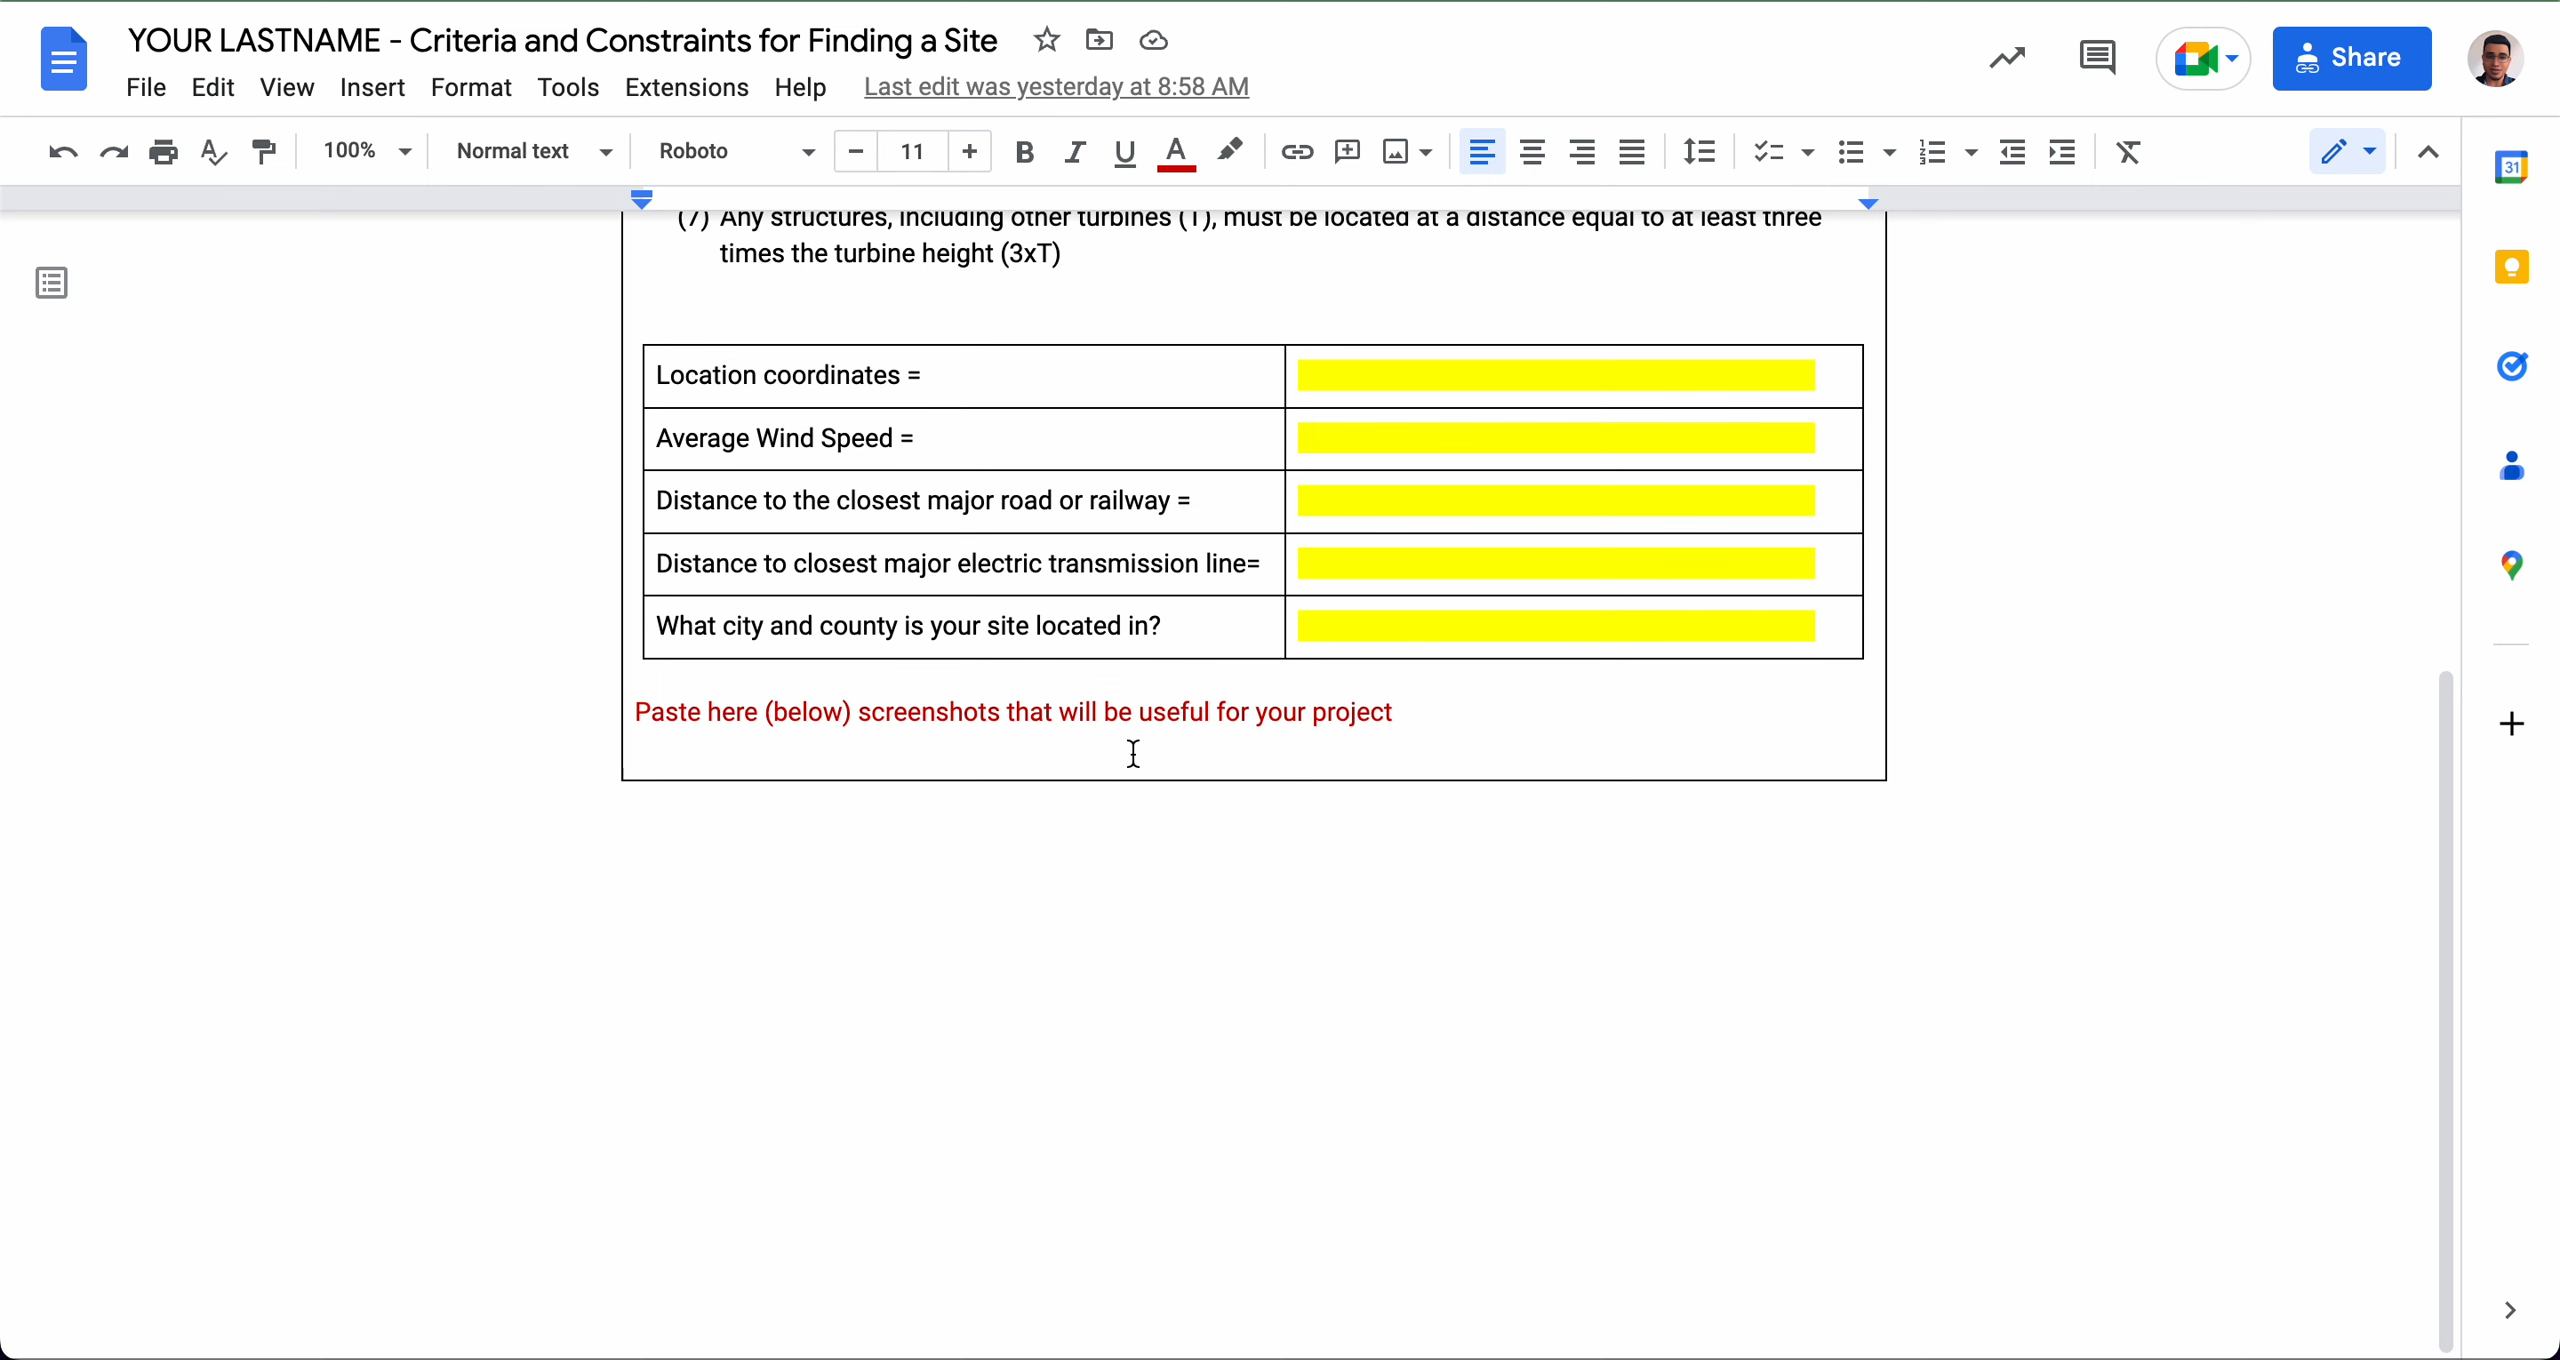 YOUR LASTNAME - Criteria and Constraints for Finding a Site
File Edit View Insert Format Tools Extensions Help Last edit was yesterday at 8:58 AM
Share
100% Normal text Roboto 11
31
(7) Any structures, including other turbines (T), must be located at a distance equal to at least three
times the turbine height (3xT)
Location coordinates =
Average Wind Speed =
Distance to the closest major road or railway =
Distance to closest major electric transmission line=
What city and county is your site located in?
Paste here (below) screenshots that will be useful for your project